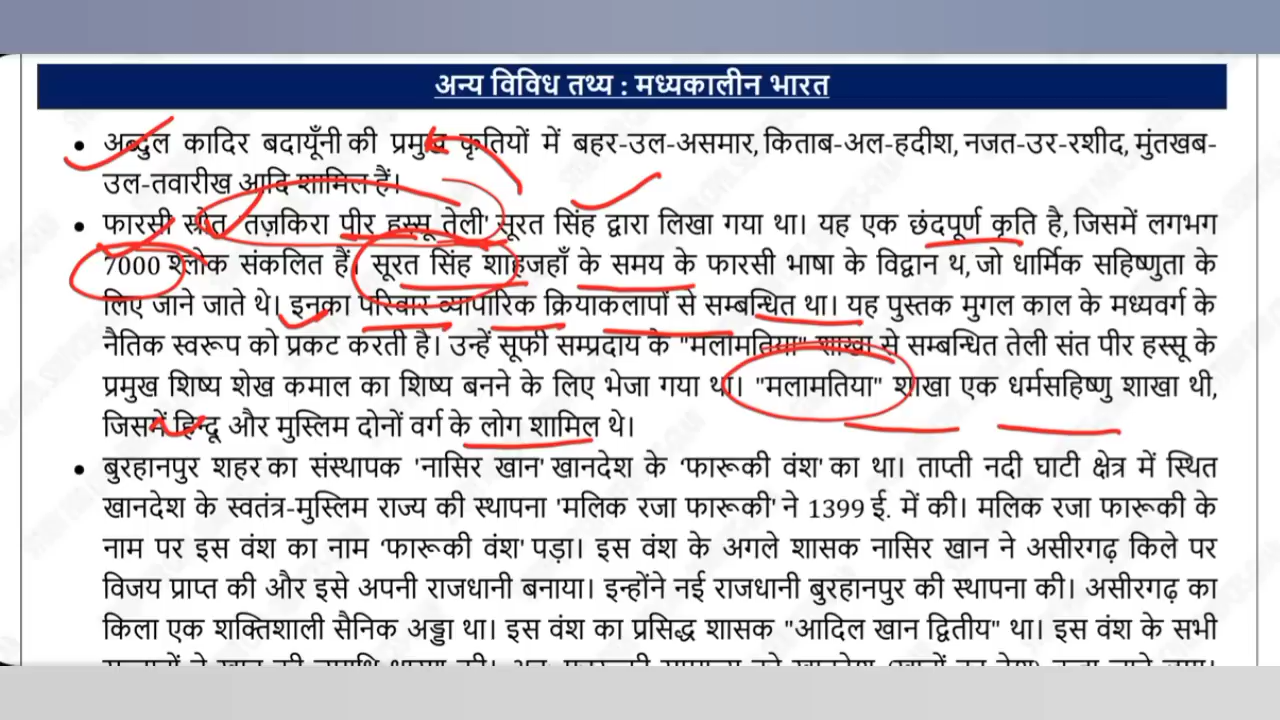 अन्य विविध तथ्य : मध्यकालीन भारत
• अब्दुल कादिर बदायूँनी की प्रमुख कृतियों में बहर-उल-असमार, किताब-अल-हदीश, नजत-उर-रशीद, मुंतखब-
उल-तवारीख आदि शामिल हैं।
• फारसी स्रोत 'तज़किरा पीर हस्सू तेली' सूरत सिंह द्वारा लिखा गया था। यह एक छंदपूर्ण कृति है, जिसमें लगभग
7000 श्लोक संकलित हैं। सूरत सिंह शाहजहाँ के समय के फारसी भाषा के विद्वान थे, जो धार्मिक सहिष्णुता के
लिए जाने जाते थे। इनका परिवार व्यापारिक क्रियाकलापों से सम्बन्धित था। यह पुस्तक मुगल काल के मध्यवर्ग के
नैतिक स्वरूप को प्रकट करती है। उन्हें सूफी सम्प्रदाय के "मलामतिया" शाखा से सम्बन्धित तेली संत पीर हस्सू के
प्रमुख शिष्य शेख कमाल का शिष्य बनने के लिए भेजा गया था। "मलामतिया" शाखा एक धर्मसहिष्णु शाखा थी,
जिसमें हिन्दू और मुस्लिम दोनों वर्ग के लोग शामिल थे।
• बुरहानपुर शहर का संस्थापक 'नासिर खान' खानदेश के ‘फारूकी वंश' का था। ताप्ती नदी घाटी क्षेत्र में स्थित
खानदेश के स्वतंत्र-मुस्लिम राज्य की स्थापना 'मलिक रजा फारूकी' ने 1399 ई. में की। मलिक रजा फारूकी के
नाम पर इस वंश का नाम ‘फारूकी वंश' पड़ा। इस वंश के अगले शासक नासिर खान ने असीरगढ़ किले पर
विजय प्राप्त की और इसे अपनी राजधानी बनाया। इन्होंने नई राजधानी बुरहानपुर की स्थापना की। असीरगढ़ का
किला एक शक्तिशाली सैनिक अड्डा था। इस वंश का प्रसिद्ध शासक "आदिल खान द्वितीय" था। इस वंश के सभी